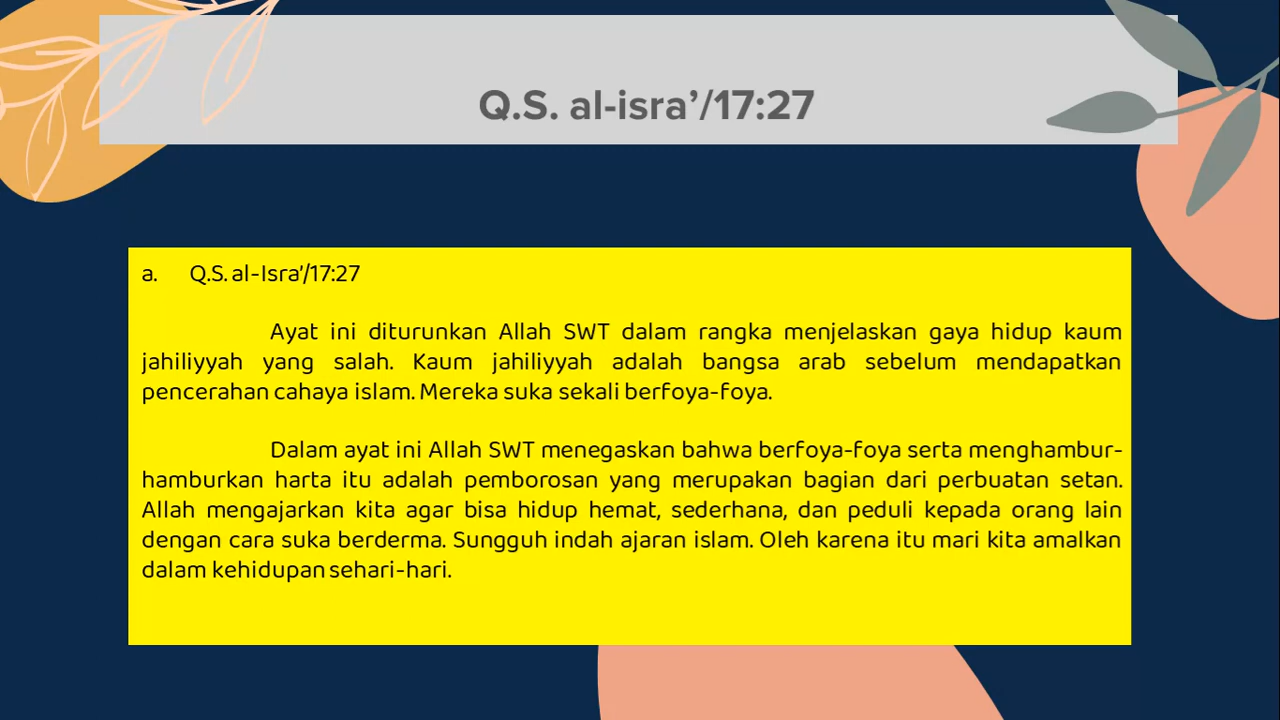 Q.S. al-isra’/17:27
a. Q.S. al-Isra’/17:27
Ayat ini diturunkan Allah SWT dalam rangka menjelaskan gaya hidup kaum
jahiliyyah yang salah. Kaum jahiliyyah adalah bangsa arab sebelum mendapatkan
pencerahan cahaya islam. Mereka suka sekali berfoya-foya.
Dalam ayat ini Allah SWT menegaskan bahwa berfoya-foya serta menghambur-
hamburkan harta itu adalah pemborosan yang merupakan bagian dari perbuatan setan.
Allah mengajarkan kita agar bisa hidup hemat, sederhana, dan peduli kepada orang lain
dengan cara suka berderma. Sungguh indah ajaran islam. Oleh karena itu mari kita amalkan
dalam kehidupan sehari-hari.